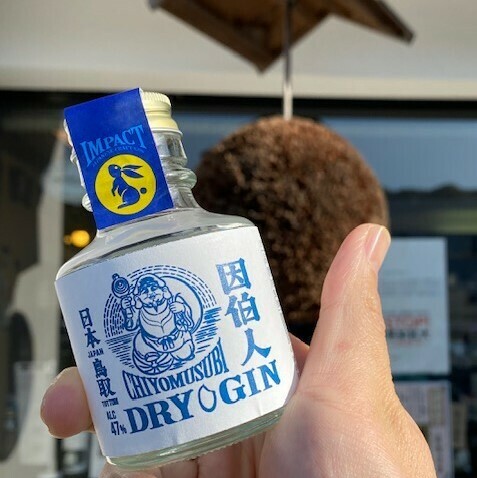 IMPACT
因伯人
日本
JAPAN
鳥取
TOTTORI
ALC
47%
CHIYOMUSUBI
DRY GIN